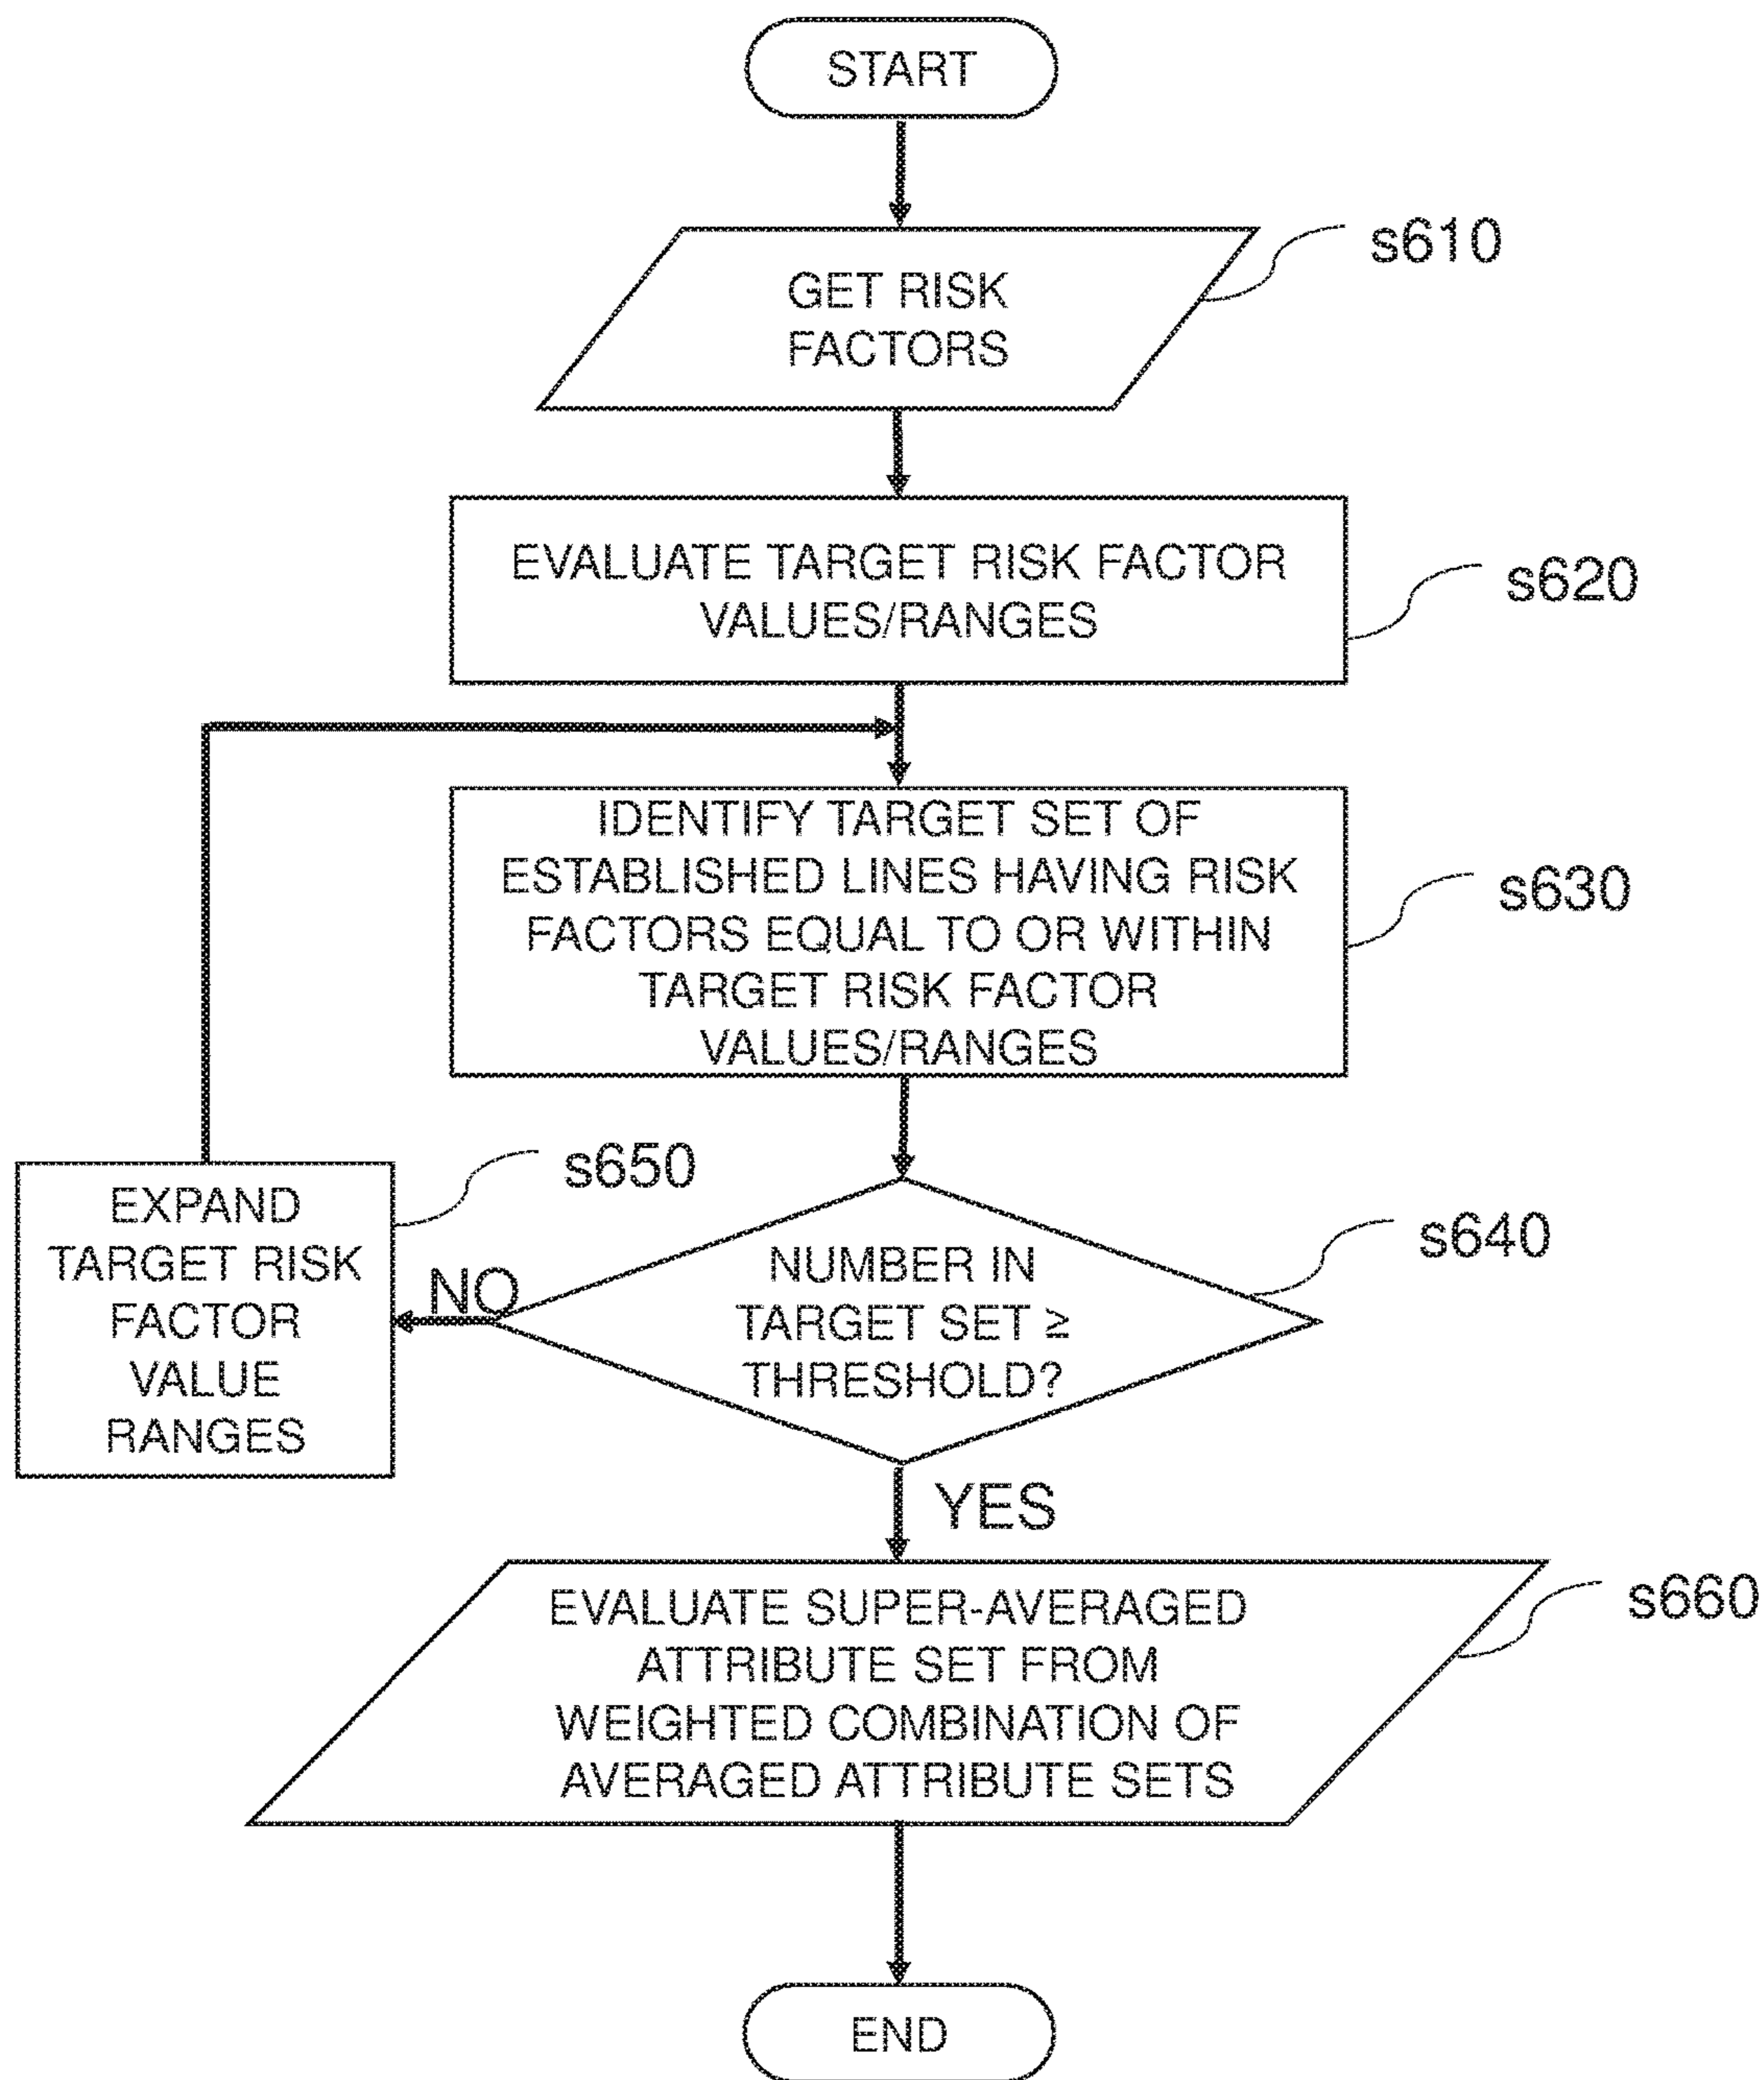 START
GET RISK
FACTORS
s610
EVALUATE TARGET RISK FACTOR
VALUES/RANGES
s620
IDENTIFY TARGET SET OF
ESTABLISHED LINES HAVING RISK
FACTORS EQUAL TO OR WITHIN
TARGET RISK FACTOR
VALUES/RANGES
s630
NUMBER IN
TARGET SET ≥
THRESHOLD?
s640
NO
EXPAND
TARGET RISK
FACTOR
VALUE
RANGES
s650
YES
EVALUATE SUPER-AVERAGED
ATTRIBUTE SET FROM
WEIGHTED COMBINATION OF
AVERAGED ATTRIBUTE SETS
s660
END